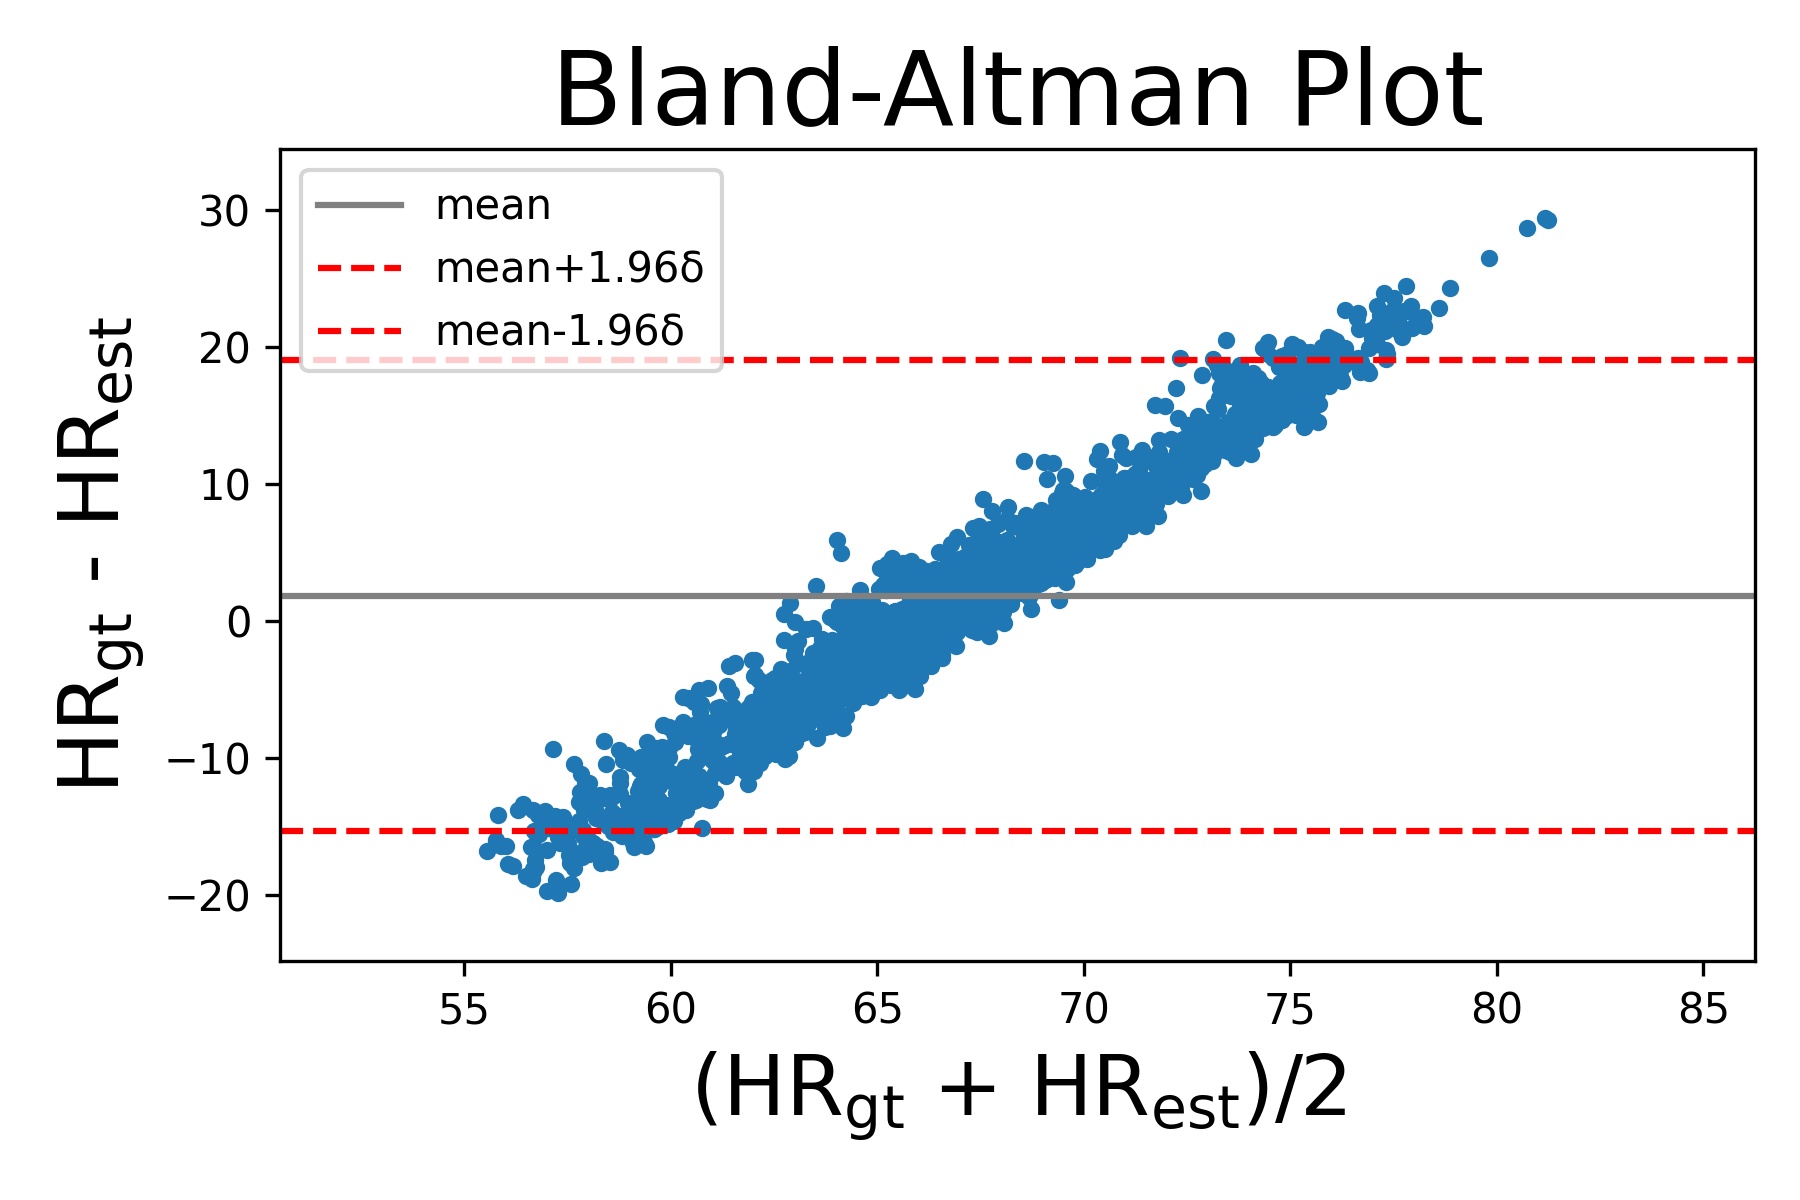 Bland-Altman Plot
mean
mean+1.96δ
mean-1.96δ
30
20
10
0
−10
−20
HRgt - HRest
55 60 65 70 75 80 85
(HRgt + HRest)/2